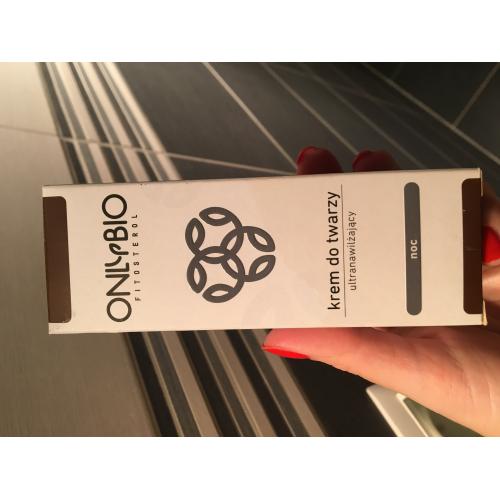 ONLYBIO
FITOSTEROL
krem do twarzy
ultranawilżający
noc